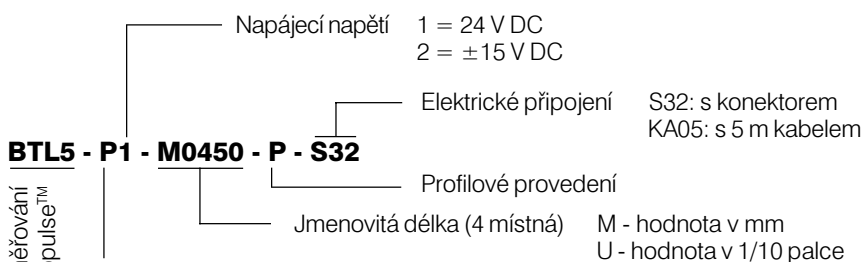 Napájecí napětí 1 = 24 V DC
2 = ±15 V DC
Elektrické připojení S32: s konektorem
KA05: s 5 m kabelem
BTL5 - P1 - M0450 - P - S32
Profilové provedení
Jmenovitá délka (4 místná) M - hodnota v mm
U - hodnota v 1/10 palce